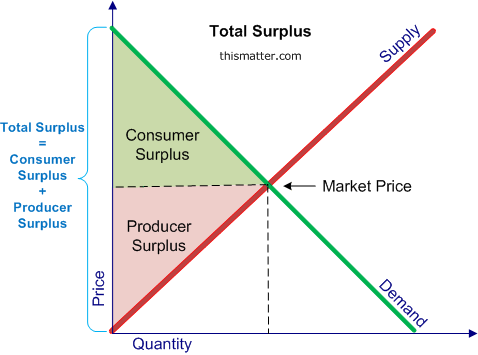 Total Surplus
thismatter.com
Supply
Total Surplus
=
Consumer
Surplus
+
Producer
Surplus
Consumer
Surplus
Market Price
Producer
Surplus
Price
Demand
Quantity